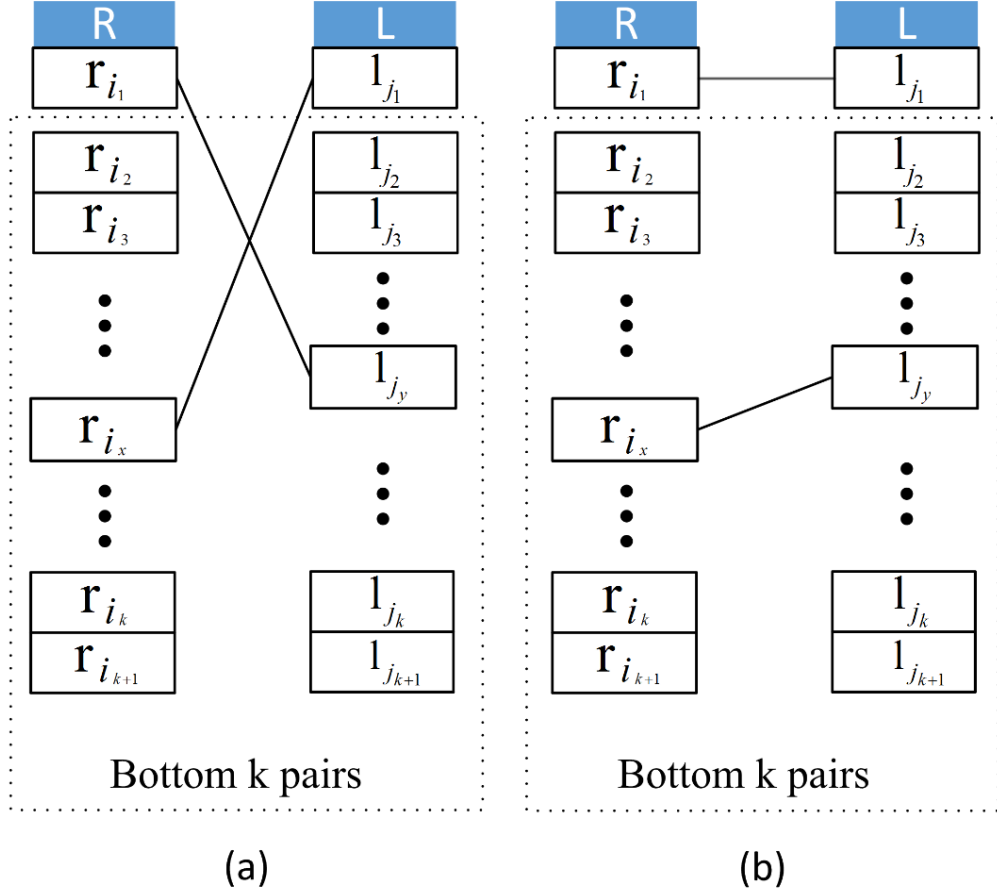 R L R L
r_{i_1} l_{j_1} r_{i_1} l_{j_1}
r_{i_2} l_{j_2} r_{i_2} l_{j_2}
r_{i_3} l_{j_3} r_{i_3} l_{j_3}
l_{j_y} l_{j_y}
r_{i_x} r_{i_x}
r_{i_k} l_{j_k} r_{i_k} l_{j_k}
r_{i_{k+1}} l_{j_{k+1}} r_{i_{k+1}} l_{j_{k+1}}
Bottom k pairs Bottom k pairs
(a) (b)